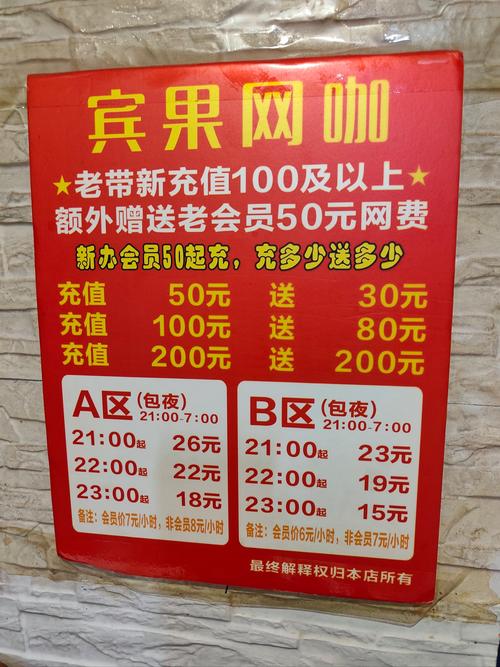 宾果网咖
★老带新充值100及以上★
额外赠送老会员50元网费
新办会员50起充，充多少送多少
充值 50元 送 30元
充值 100元 送 80元
充值 200元 送 200元
A区(包夜)
21:00-7:00
21:00起 26元
22:00起 22元
23:00起 18元
备注：会员价7元/小时，非会员8元/小时
B区(包夜)
21:00-7:00
21:00起 23元
22:00起 19元
23:00起 15元
备注：会员价6元/小时，非会员7元/小时
最终解释权归本店所有